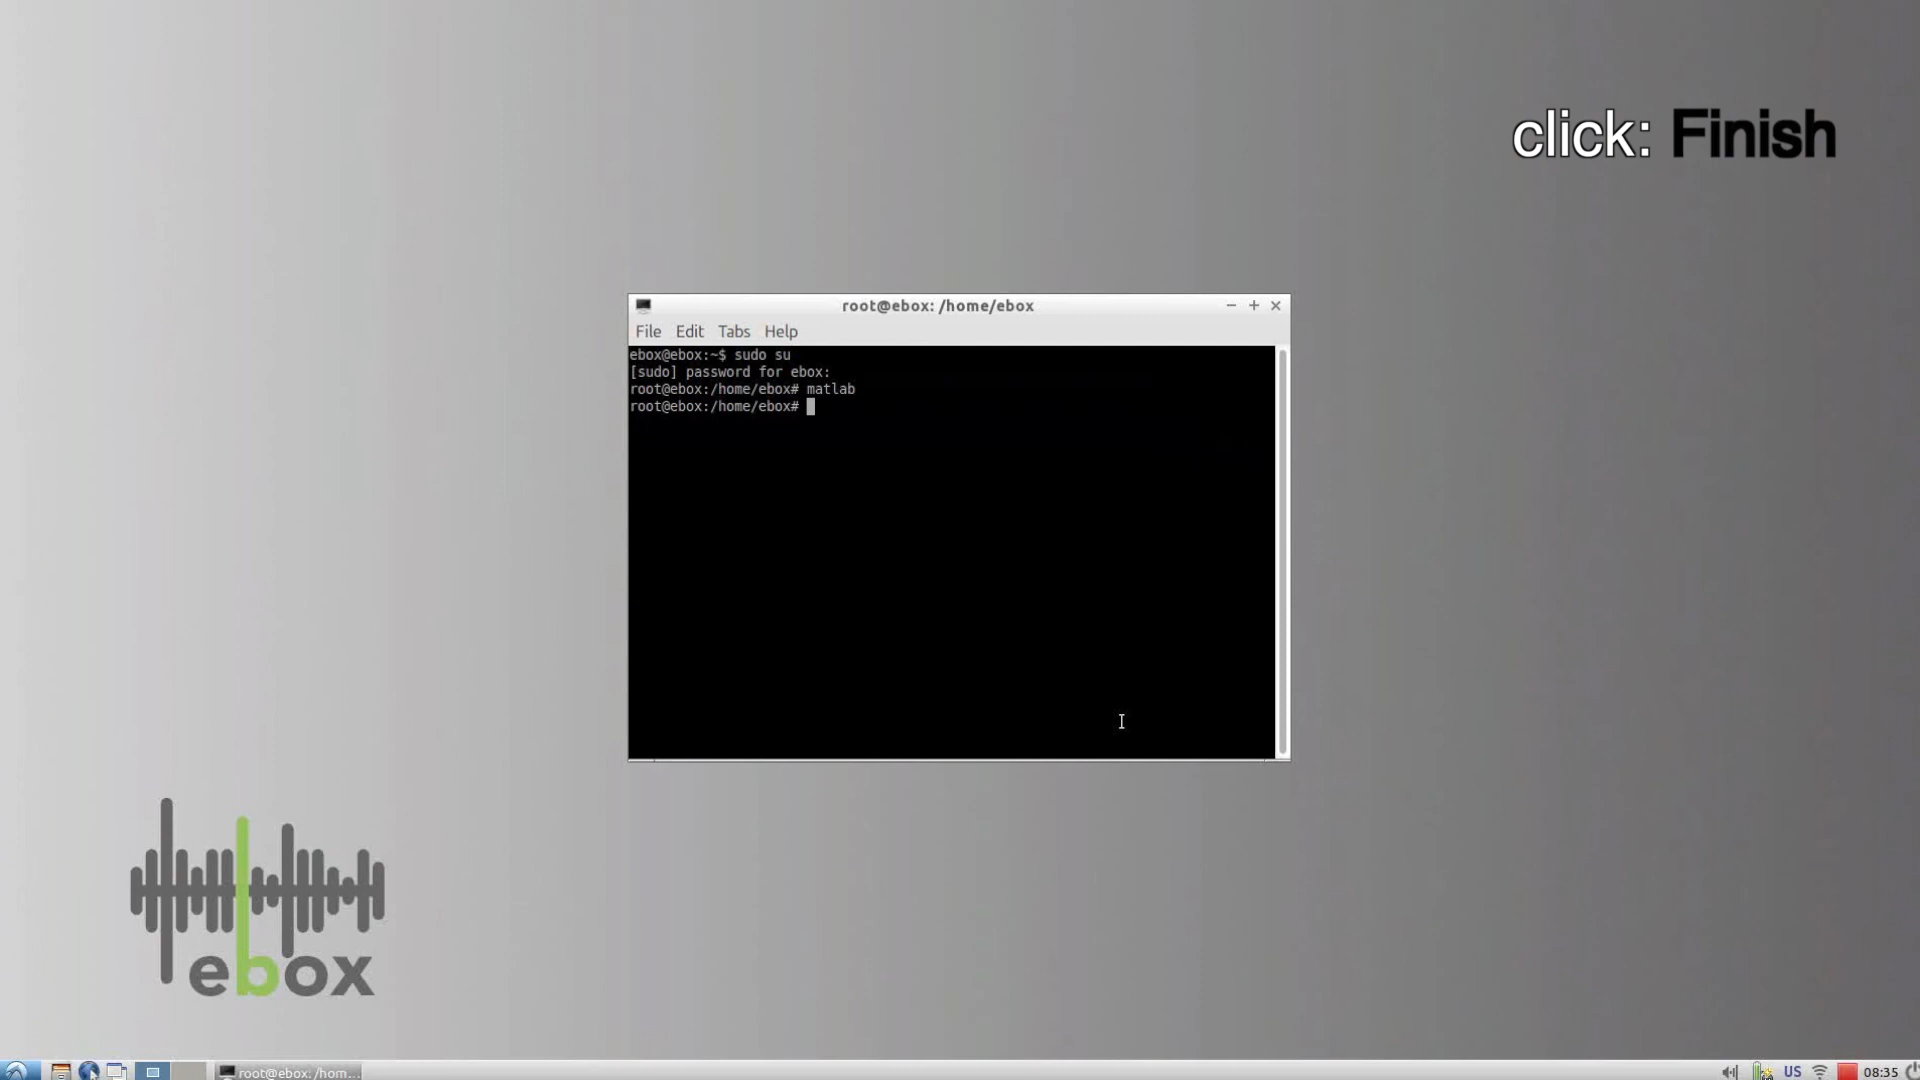 click: Finish
root@ebox: /home/ebox
File Edit Tabs Help
ebox@ebox:~$ sudo su
[sudo] password for ebox:
root@ebox:/home/ebox# matlab
root@ebox:/home/ebox#
ebox
root@ebox: /hom... US 08:35